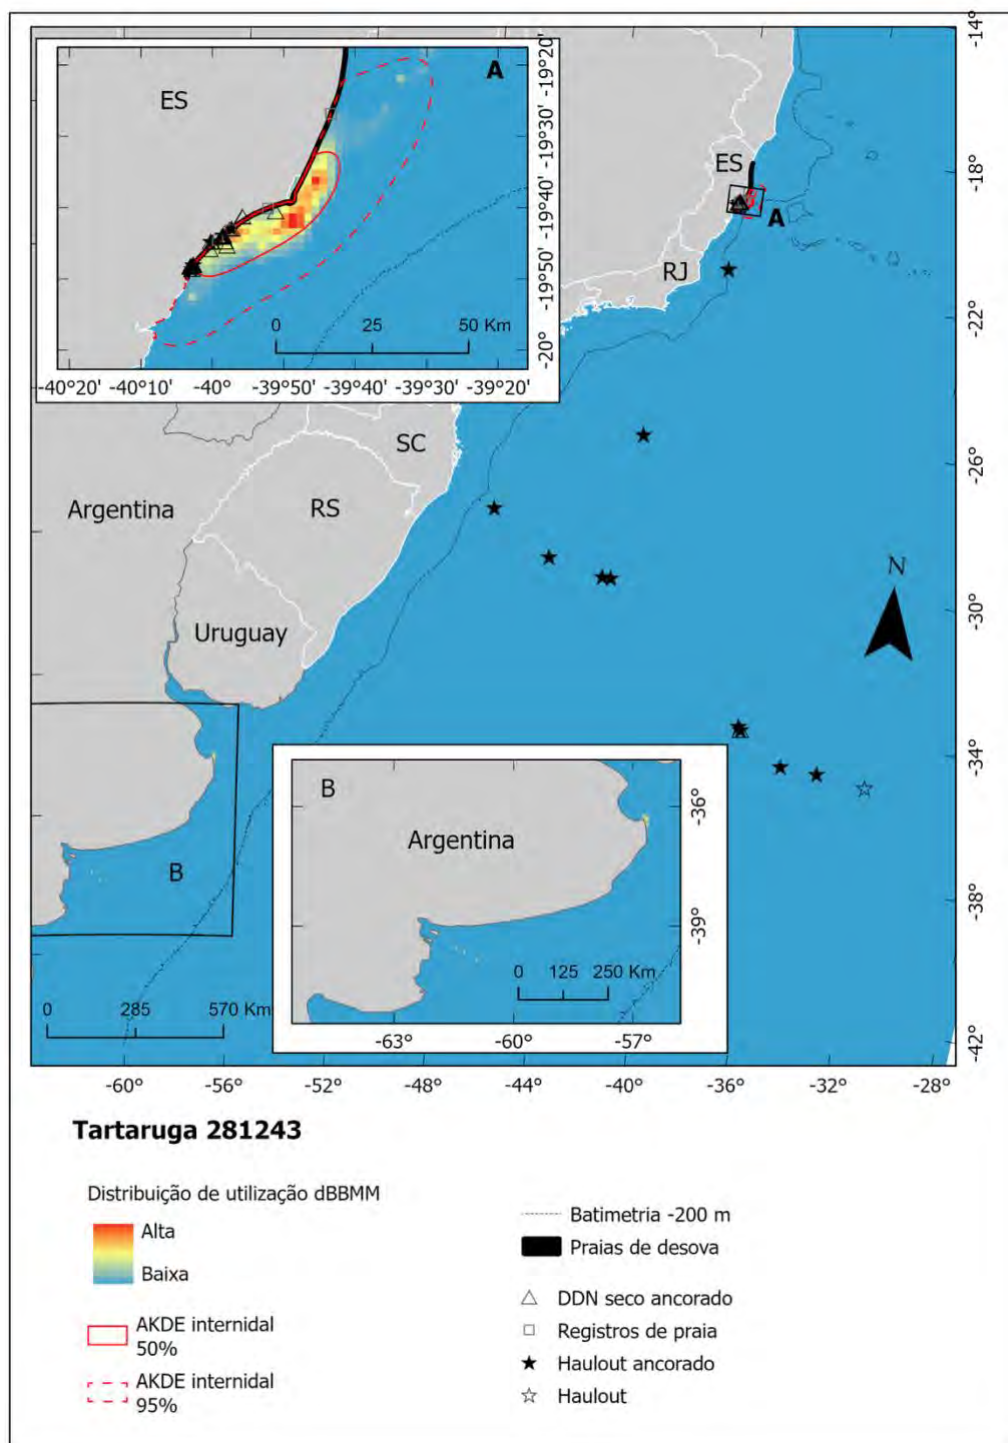 A
ES
-19°20'
-19°30'
-19°40'
-19°50'
-20°
0 25 50 Km
-40°20' -40°10' -40° -39°50' -39°40' -39°30' -39°20'
-14°
-18°
-22°
-26°
-30°
-34°
-38°
-42°
ES
A
RJ
SC
RS
Argentina
Uruguay
N
B
0 285 570 Km
B
Argentina
-36°
-39°
0 125 250 Km
-63° -60° -57°
-60° -56° -52° -48° -44° -40° -36° -32° -28°
Tartaruga 281243
Distribuição de utilização dBBMM
Alta
Baixa
AKDE internidal
50%
AKDE internidal
95%
Batimetria -200 m
Praias de desova
DDN seco ancorado
Registros de praia
Haulout ancorado
Haulout